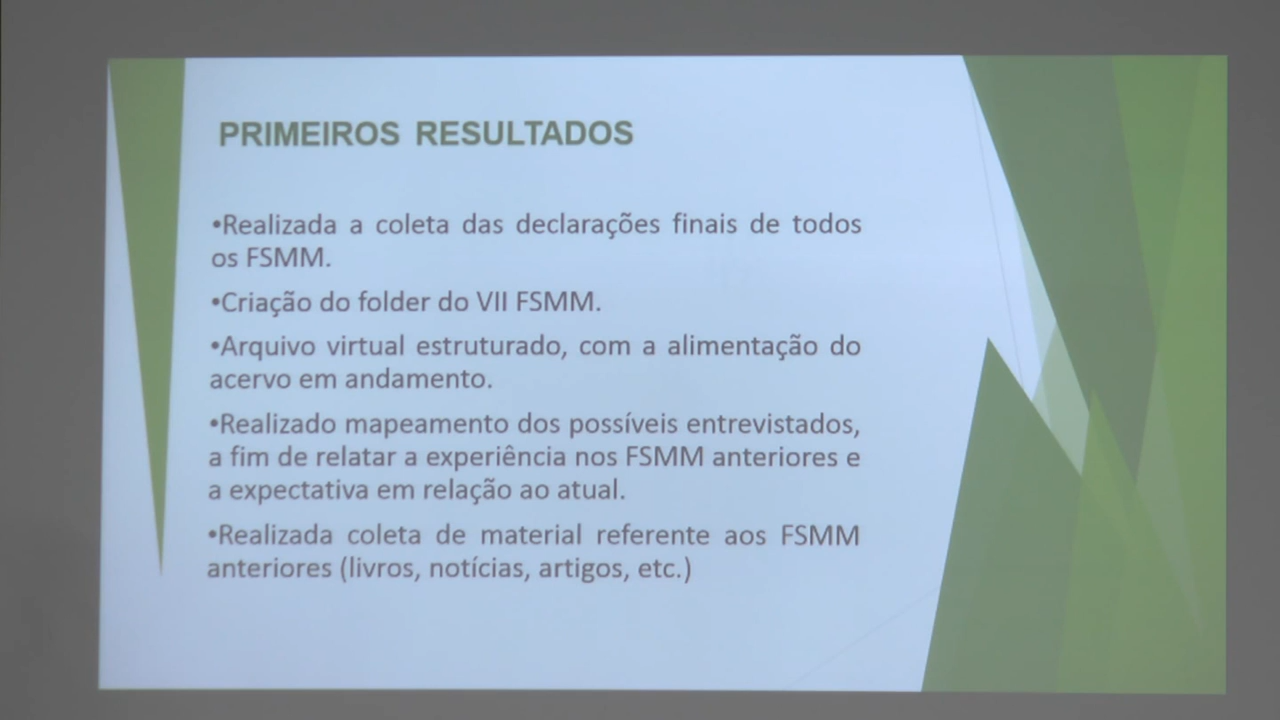 PRIMEIROS RESULTADOS
•Realizada a coleta das declarações finais de todos
os FSMM.
•Criação do folder do VII FSMM.
•Arquivo virtual estruturado, com a alimentação do
acervo em andamento.
•Realizado mapeamento dos possíveis entrevistados,
a fim de relatar a experiência nos FSMM anteriores e
a expectativa em relação ao atual.
•Realizada coleta de material referente aos FSMM
anteriores (livros, notícias, artigos, etc.)